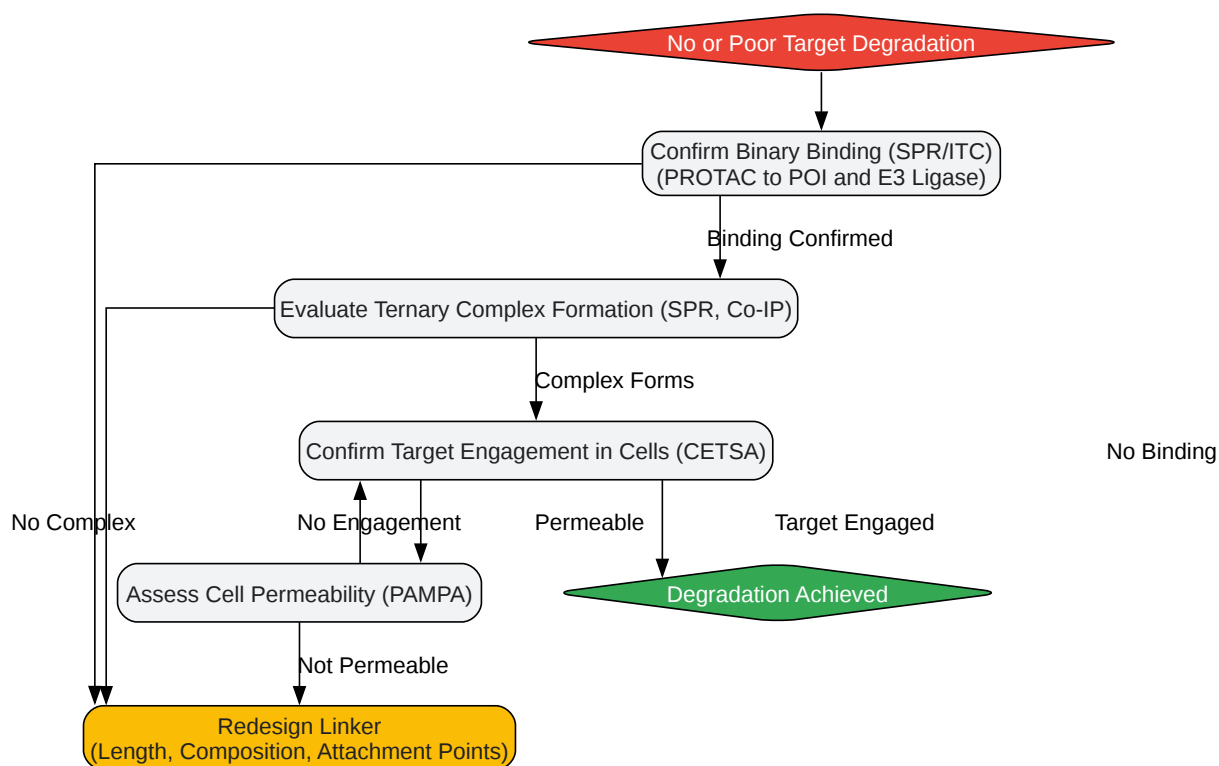 No or Poor Target Degradation
Confirm Binary Binding (SPR/ITC)
(PROTAC to POI and E3 Ligase)
Binding Confirmed
Evaluate Ternary Complex Formation (SPR, Co-IP)
Complex Forms
Confirm Target Engagement in Cells (CETSA)
No Binding
No Complex
No Engagement
Permeable
Target Engaged
Assess Cell Permeability (PAMPA)
Degradation Achieved
Not Permeable
Redesign Linker
(Length, Composition, Attachment Points)